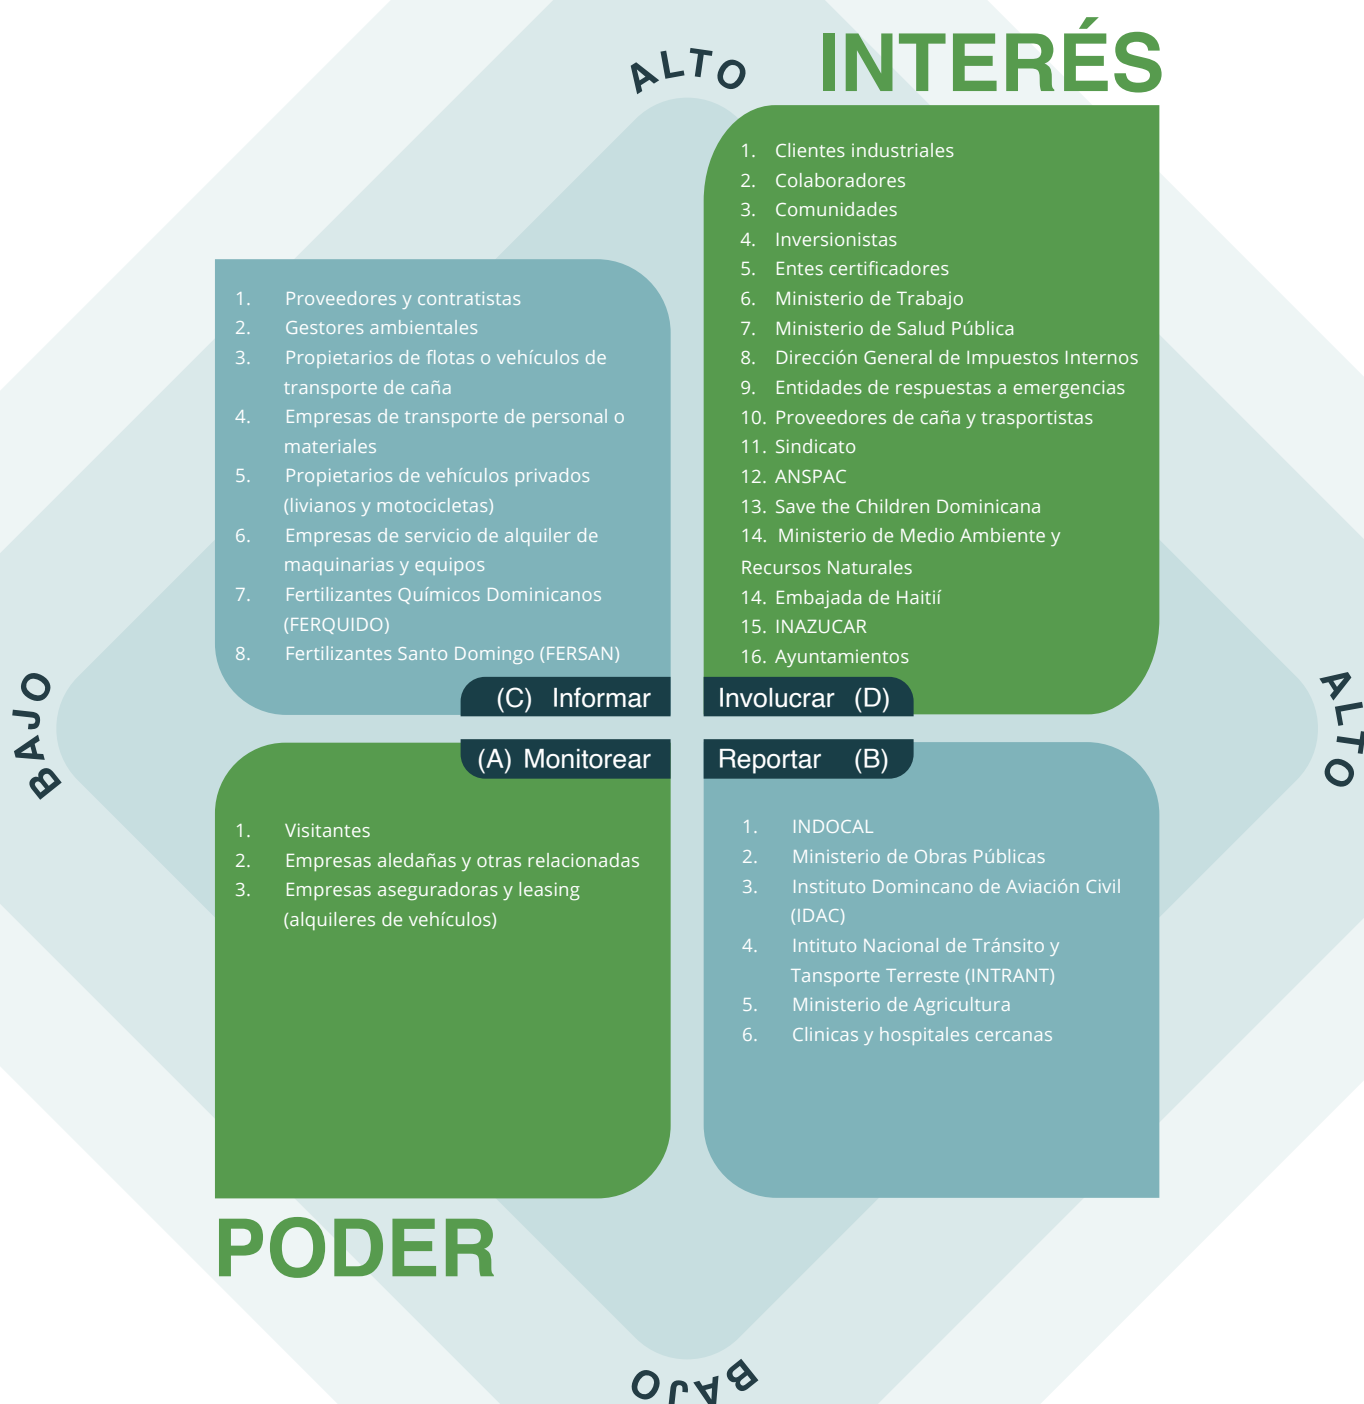 ALTO
INTERÉS
1. Clientes industriales
2. Colaboradores
3. Comunidades
4. Inversionistas
5. Entes certificadores
6. Ministerio de Trabajo
7. Ministerio de Salud Pública
8. Dirección General de Impuestos Internos
9. Entidades de respuestas a emergencias
10. Proveedores de caña y trasportistas
11. Sindicato
12. ANSPAC
13. Save the Children Dominicana
14. Ministerio de Medio Ambiente y
Recursos Naturales
14. Embajada de Haitií
15. INAZUCAR
16. Ayuntamientos
1. Proveedores y contratistas
2. Gestores ambientales
3. Propietarios de flotas o vehículos de
transporte de caña
4. Empresas de transporte de personal o
materiales
5. Propietarios de vehículos privados
(livianos y motocicletas)
6. Empresas de servicio de alquiler de
maquinarias y equipos
7. Fertilizantes Químicos Dominicanos
(FERQUIDO)
8. Fertilizantes Santo Domingo (FERSAN)
(C) Informar
Involucrar (D)
BAJO
ALTO
(A) Monitorear
Reportar (B)
1. Visitantes
2. Empresas aledañas y otras relacionadas
3. Empresas aseguradoras y leasing
(alquileres de vehículos)
1. INDOCAL
2. Ministerio de Obras Públicas
3. Instituto Domincano de Aviación Civil
(IDAC)
4. Intituto Nacional de Tránsito y
Tansporte Terreste (INTRANT)
5. Ministerio de Agricultura
6. Clinicas y hospitales cercanas
PODER
BAJO